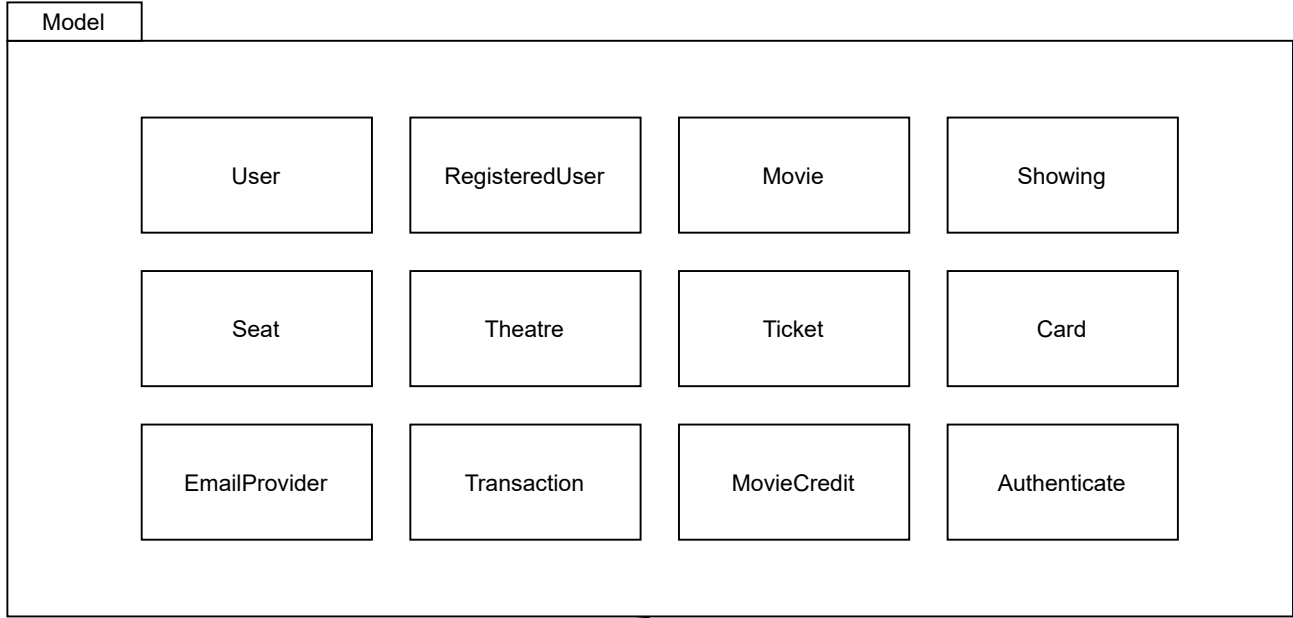 Model
User
RegisteredUser
Movie
Showing
Seat
Theatre
Ticket
Card
EmailProvider
Transaction
MovieCredit
Authenticate